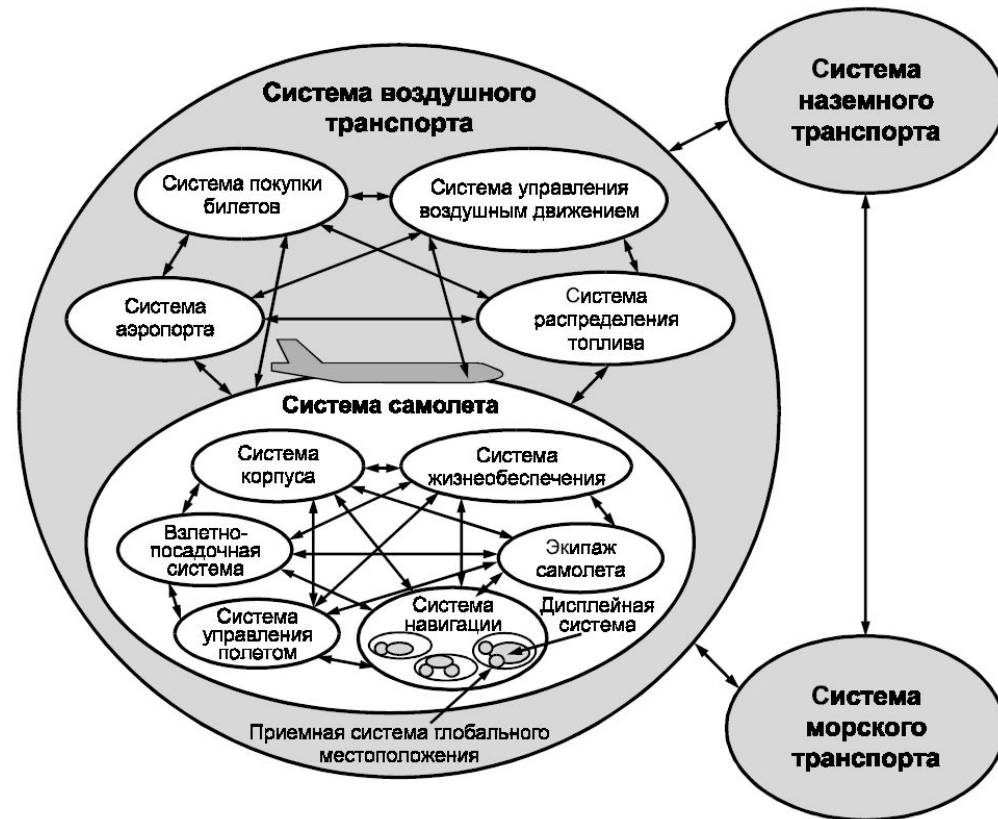 Система воздушного
транспорта
Система
наземного
транспорта
Система покупки
билетов
Система управления
воздушным движением
Система
аэропорта
Система
распределения
топлива
Система самолета
Система
корпуса
Система
жизнеобеспечения
Взлетно-
посадочная
система
Экипаж
самолета
Система
управления
полетом
Система
навигации
Дисплейная
система
Приемная система глобального
местоположения
Система
морского
транспорта